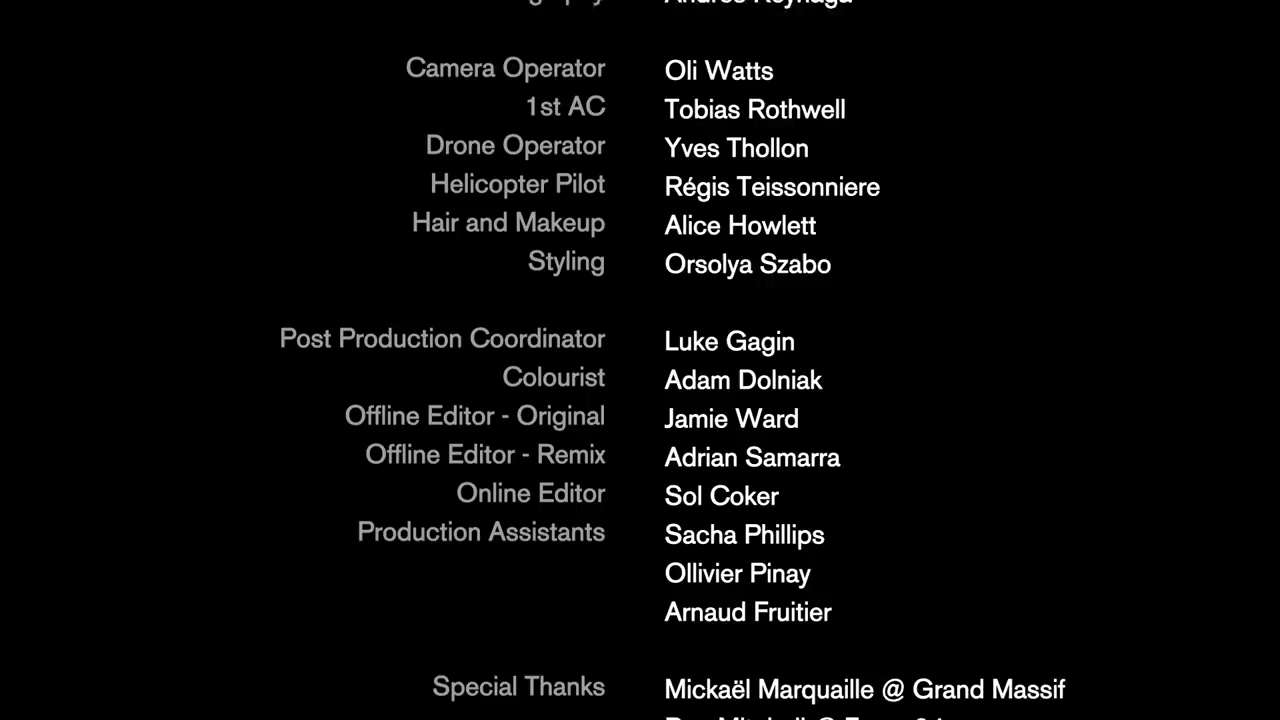 Camera Operator Oli Watts
1st AC Tobias Rothwell
Drone Operator Yves Thollon
Helicopter Pilot Régis Teissonniere
Hair and Makeup Alice Howlett
Styling Orsolya Szabo
Post Production Coordinator Luke Gagin
Colourist Adam Dolniak
Offline Editor - Original Jamie Ward
Offline Editor - Remix Adrian Samarra
Online Editor Sol Coker
Production Assistants Sacha Phillips
Ollivier Pinay
Arnaud Fruitier
Special Thanks Mickaël Marquaille @ Grand Massif